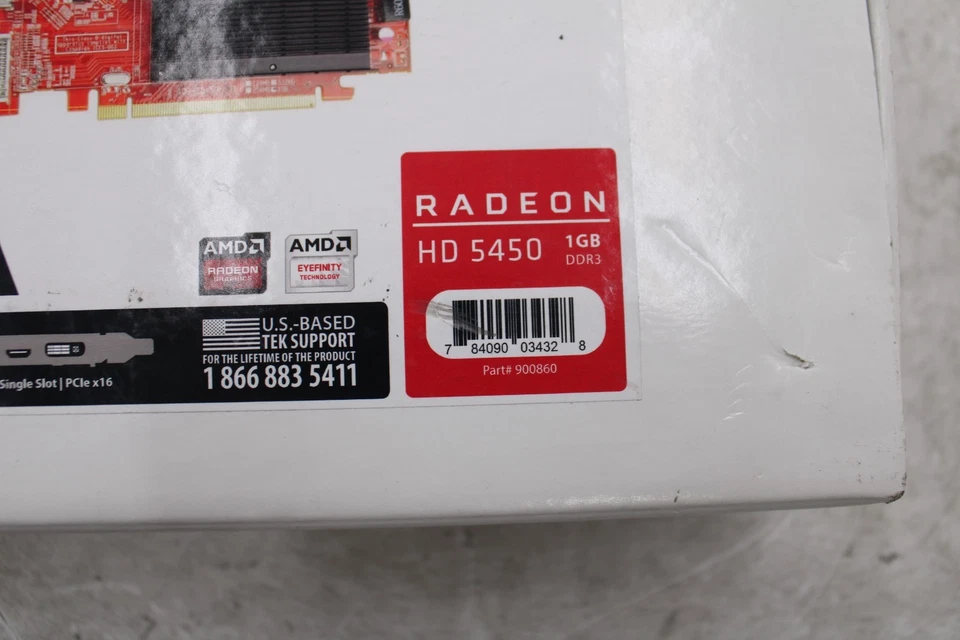 RADEON
HD 5450
1GB
DDR3
AMD
RADEON
GRAPHICS
AMD
EYEFINITY
TECHNOLOGY
7 84090 03432 8
Part# 900860
U.S.-BASED
TEK SUPPORT
FOR THE LIFETIME OF THE PRODUCT
1 866 883 5411
Single Slot | PCIe x16